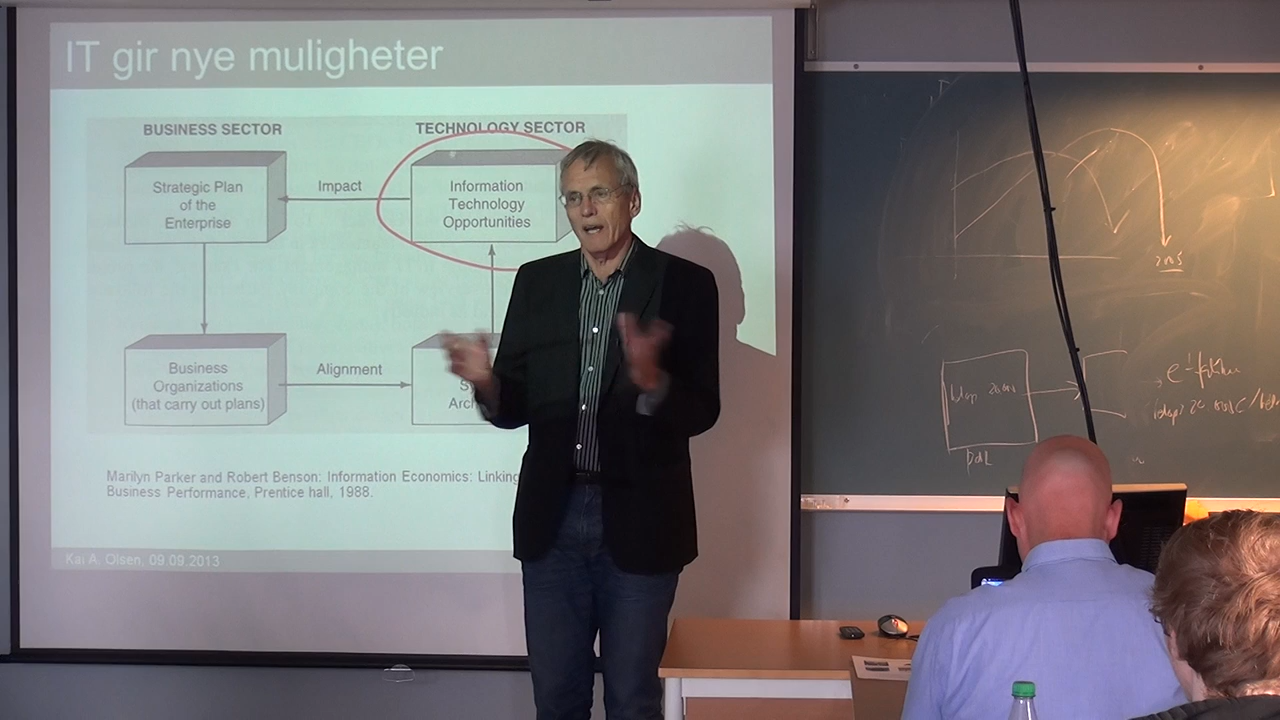 IT gir nye muligheter
BUSINESS SECTOR
TECHNOLOGY SECTOR
Strategic Plan
of the
Enterprise
Impact
Information
Technology
Opportunities
Business
Organizations
(that carry out plans)
Alignment
Marilyn Parker and Robert Benson: Information Economics: Linking
Business Performance, Prentice hall, 1988.
Kai A. Olsen, 09.09.2013